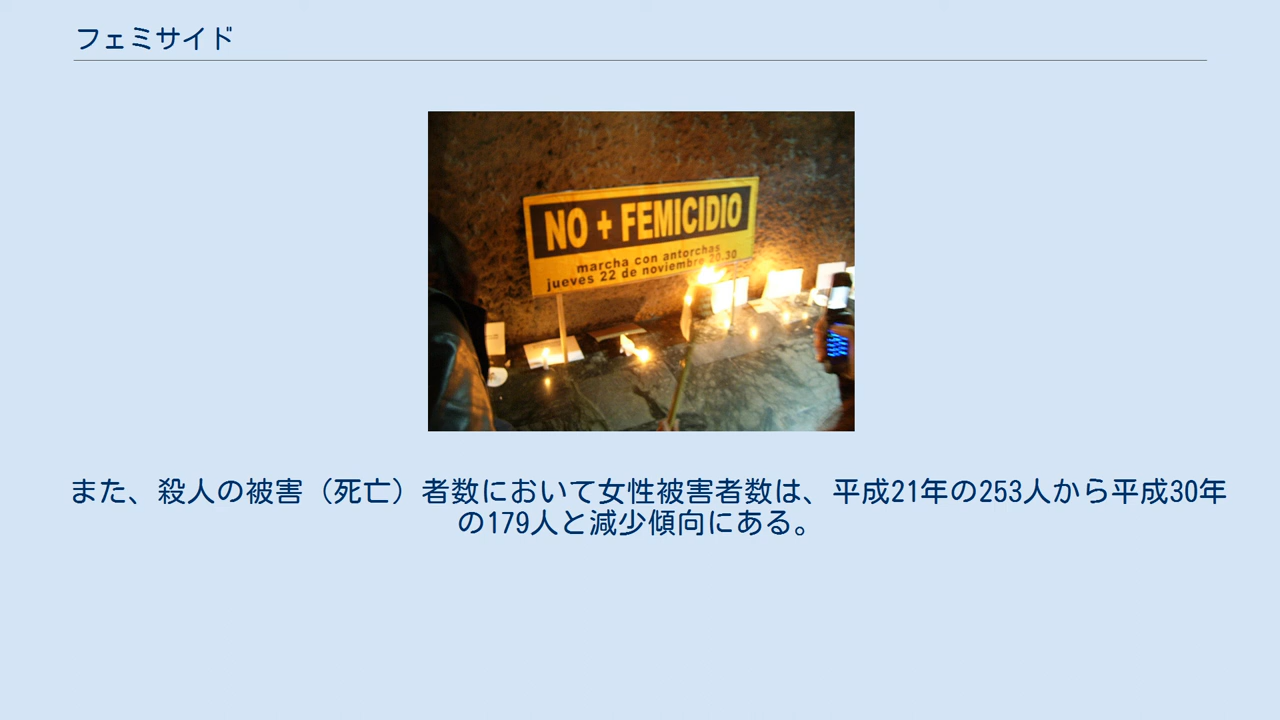 フェミサイド
NO + FEMICIDIO
marcha con antorchas
jueves 22 de noviembre 20.30
また、殺人の被害（死亡）者数において女性被害者数は、平成21年の253人から平成30年
の179人と減少傾向にある。